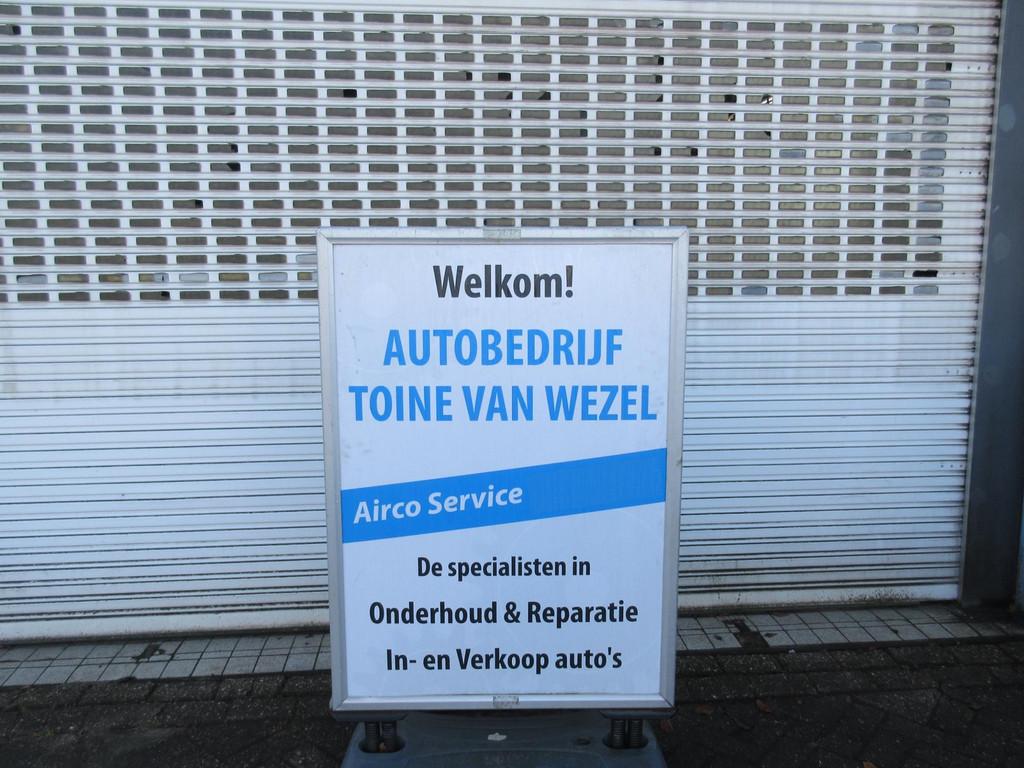 Welkom!
AUTOBEDRIJF
TOINE VAN WEZEL
Airco Service
De specialisten in
Onderhoud & Reparatie
In- en Verkoop auto's